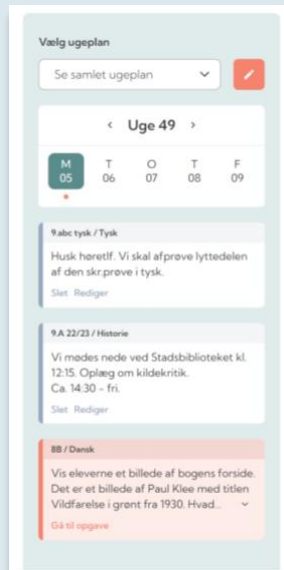 Vælg ugeplan
Se samlet ugeplan
Uge 49
M T O T F
05 06 07 08 09
9.abc tysk / Tysk
Husk høretlf. Vi skal afprøve lyttedelen
af den skr.prøve i tysk.
Slet Rediger
9.A 22/23 / Historie
Vi mødes nede ved Stadsbiblioteket kl.
12:15. Oplæg om kildekritik.
Ca. 14:30 - fri.
Slet Rediger
8B / Dansk
Vis eleverne et billede af bogens forside.
Det er et billede af Paul Klee med titlen
Vildfarelse i grønt fra 1930. Hvad...
Gå til opgave